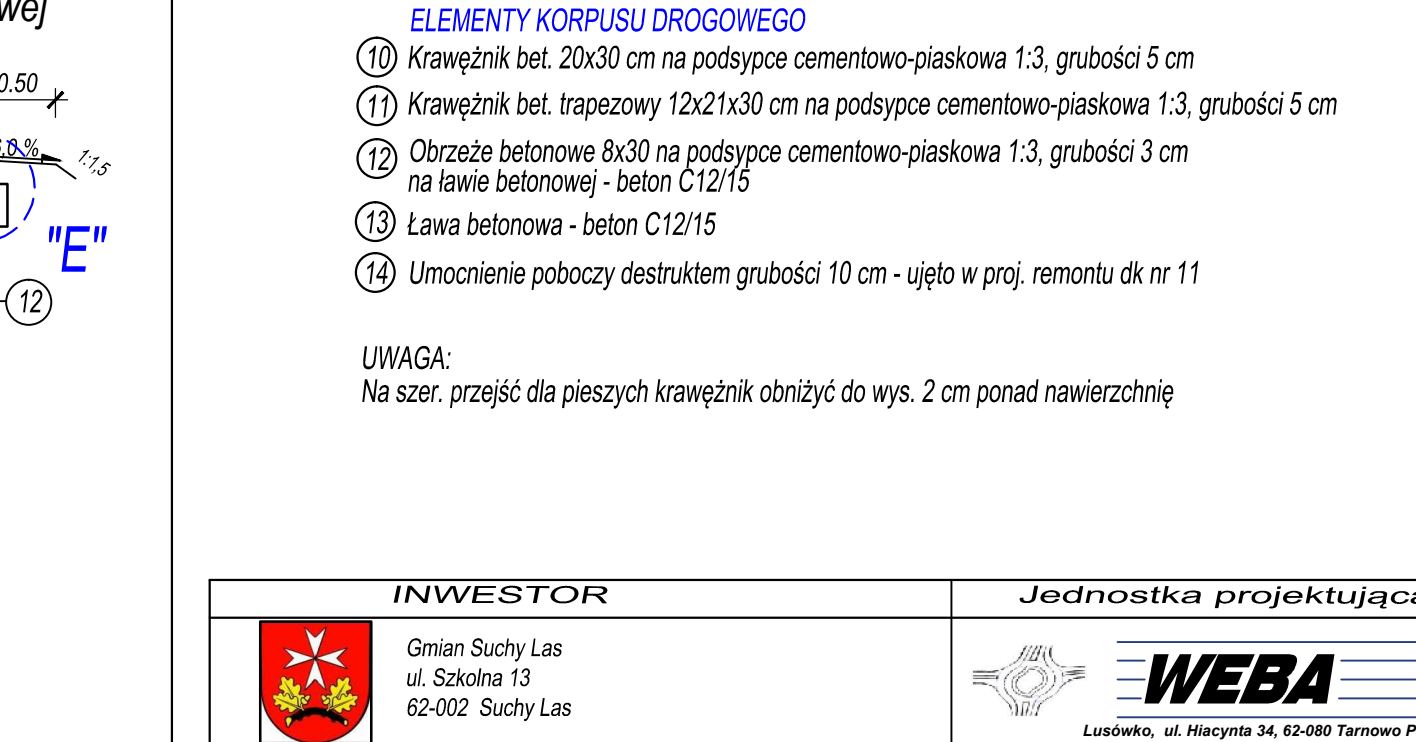 wej
0.50
6,0 %
1:1,5
"E"
12
ELEMENTY KORPUSU DROGOWEGO
10 Krawężnik bet. 20x30 cm na podsypce cementowo-piaskowa 1:3, grubości 5 cm
11 Krawężnik bet. trapezowy 12x21x30 cm na podsypce cementowo-piaskowa 1:3, grubości 5 cm
12 Obrzeże betonowe 8x30 na podsypce cementowo-piaskowa 1:3, grubości 3 cm
na ławie betonowej - beton C12/15
13 Ława betonowa - beton C12/15
14 Umocnienie poboczy destruktem grubości 10 cm - ujęto w proj. remontu dk nr 11
UWAGA:
Na szer. przejść dla pieszych krawężnik obniżyć do wys. 2 cm ponad nawierzchnię
INWESTOR
Gmian Suchy Las
ul. Szkolna 13
62-002 Suchy Las
Jednostka projektująca
WEBA
Lusówko, ul. Hiacynta 34, 62-080 Tarnowo P